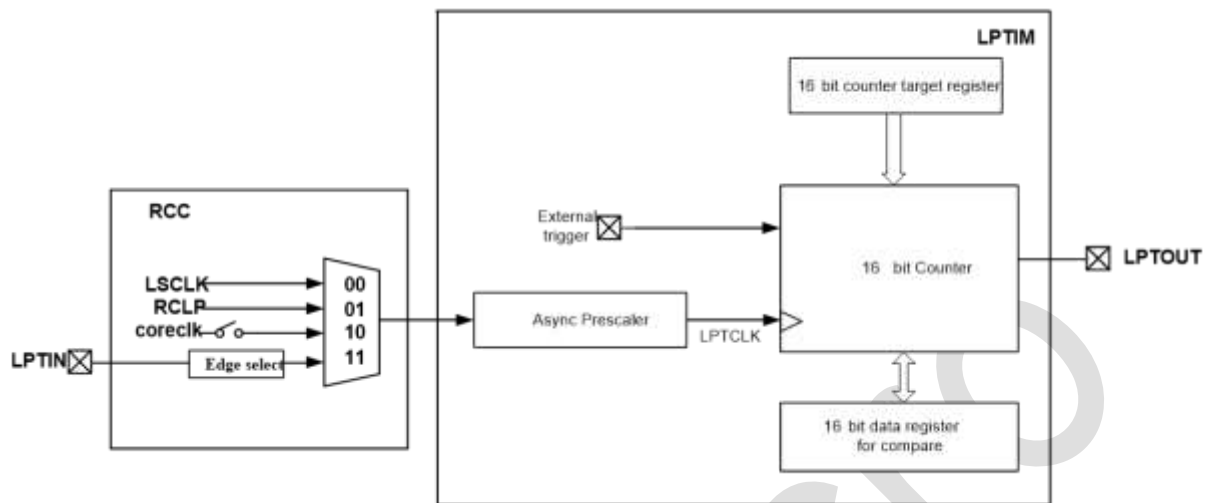 LPTIM
16 bit counter target register
RCC
External
trigger
LSCLK
00
16 bit Counter
LPTOUT
RCLP
01
coreclk
10
Async Prescaler
LPTCLK
LPTIN
Edge select
11
16 bit data register
for compare